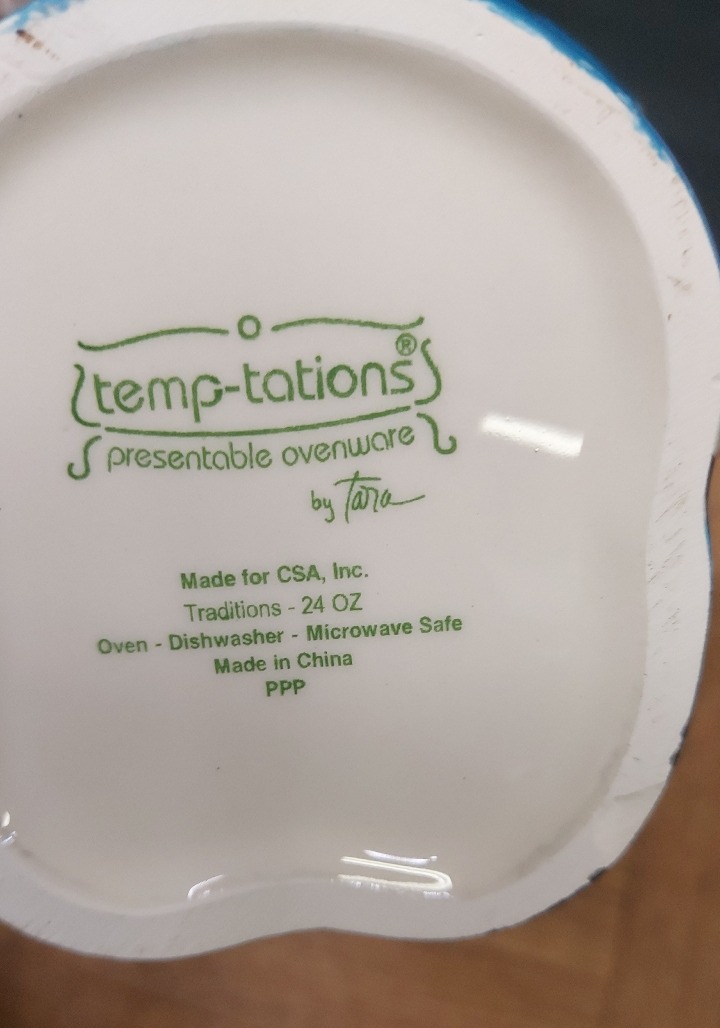 temp-tations®
presentable ovenware
by Tara
Made for CSA, Inc.
Traditions - 24 OZ
Oven - Dishwasher - Microwave Safe
Made in China
PPP